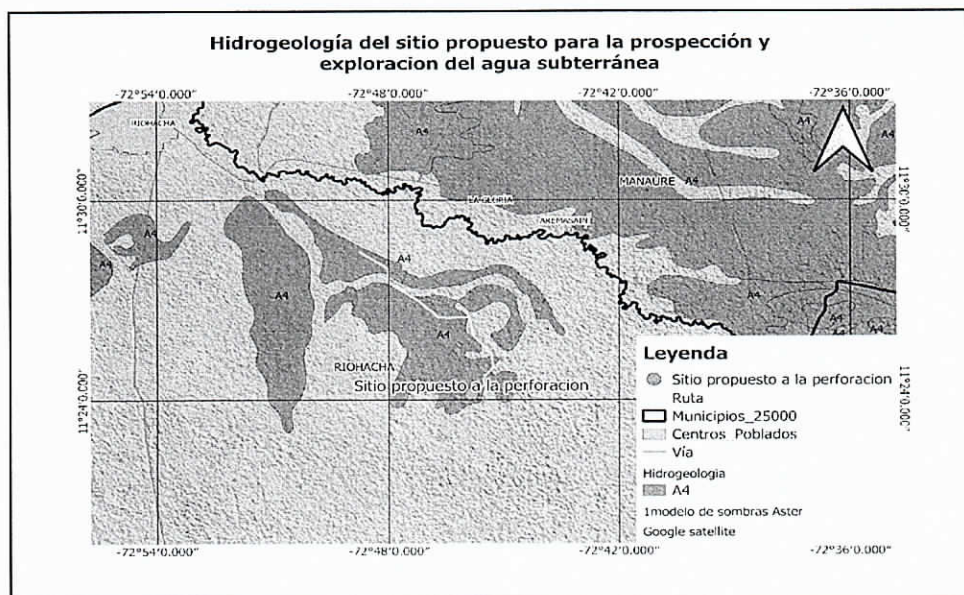 Hidrogeología del sitio propuesto para la prospección y
exploracion del agua subterránea
-72°54'0.000" -72°48'0.000" -72°42'0.000" -72°36'0.000"
RIOHACHA
A4
A4
MANAURE
A4
11°30'0.000"
11°30'0.000"
LA GLORIA
AREMASAIN
A4
A4
A4
A4
A4
A4
A4
A4
RIOHACHA
Sitio propuesto a la perforacion
11°24'0.000"
11°24'0.000"
Leyenda
Sitio propuesto a la perforacion
Ruta
Municipios_25000
Centros Poblados
Vía
Hidrogeologia
A4
1modelo de sombras Aster
Google satellite
-72°54'0.000" -72°48'0.000" -72°42'0.000" -72°36'0.000"